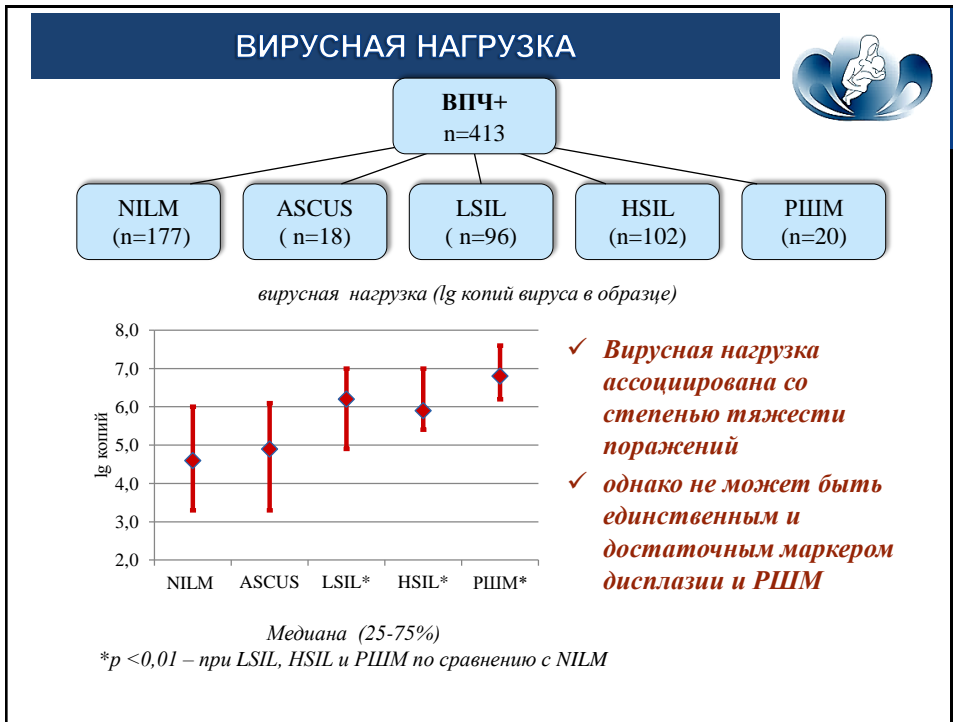 ВИРУСНАЯ НАГРУЗКА
ВПЧ+
n=413
NILM
(n=177)
ASCUS
( n=18)
LSIL
( n=96)
HSIL
(n=102)
РШМ
(n=20)
вирусная нагрузка (lg копий вируса в образце)
lg копий
8,0
7,0
6,0
5,0
4,0
3,0
2,0
NILM
ASCUS
LSIL*
HSIL*
РШМ*
Медиана (25-75%)
*p <0,01 – при LSIL, HSIL и РШМ по сравнению с NILM
✓ Вирусная нагрузка
ассоциирована со
степенью тяжести
поражений
✓ однако не может быть
единственным и
достаточным маркером
дисплазии и РШМ